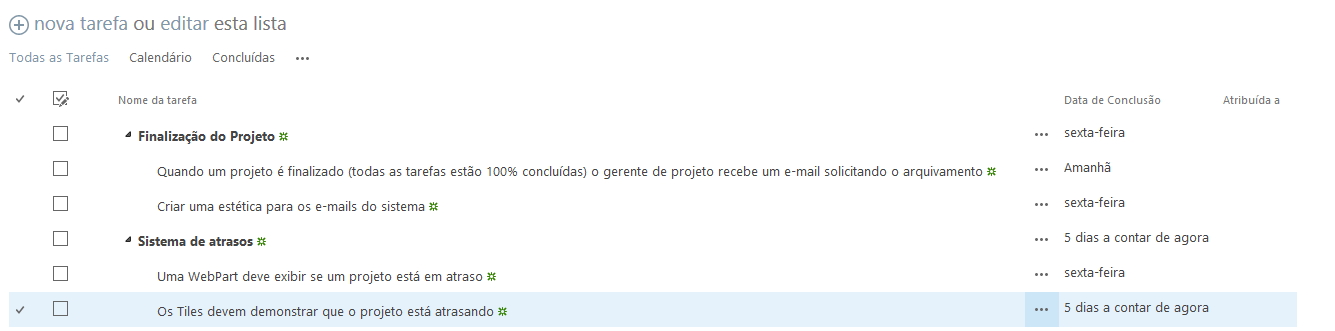 nova tarefa ou editar esta lista
Todas as Tarefas Calendário Concluídas ...
Nome da tarefa Data de Conclusão Atribuída a
Finalização do Projeto ... sexta-feira
Quando um projeto é finalizado (todas as tarefas estão 100% concluídas) o gerente de projeto recebe um e-mail solicitando o arquivamento ... Amanhã
Criar uma estética para os e-mails do sistema ... sexta-feira
Sistema de atrasos ... 5 dias a contar de agora
Uma WebPart deve exibir se um projeto está em atraso ... sexta-feira
Os Tiles devem demonstrar que o projeto está atrasando ... 5 dias a contar de agora